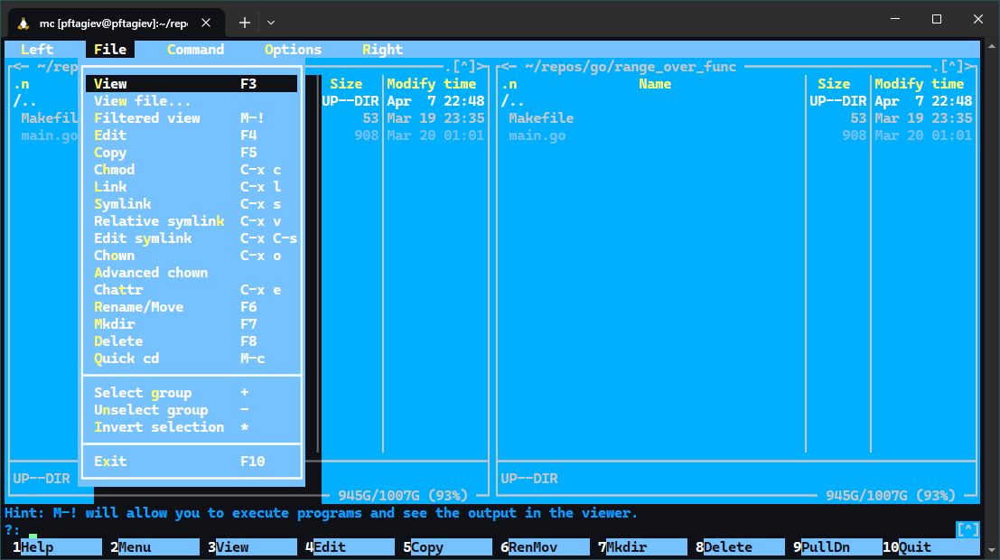 mc [pftagiev@pftagiev]:~/rep
Left File Command Options Right
<─ ~/rep .[^]> <─ ~/repos/go/range_over_func .[^]>
.n Size Modify time .n Name Size Modify time
/.. UP--DIR Apr 7 22:48 /.. UP--DIR Apr 7 22:48
Makefil 53 Mar 19 23:35 Makefile 53 Mar 19 23:35
main.go 908 Mar 20 01:01 main.go 908 Mar 20 01:01
View F3
View file...
Filtered view M-!
Edit F4
Copy F5
Chmod C-x c
Link C-x l
Symlink C-x s
Relative symlink C-x v
Edit symlink C-x C-s
Chown C-x o
Advanced chown
Chattr C-x e
Rename/Move F6
Mkdir F7
Delete F8
Quick cd M-c
Select group +
Unselect group -
Invert selection *
Exit F10
UP--DIR UP--DIR
945G/1007G (93%) 945G/1007G (93%)
Hint: M-! will allow you to execute programs and see the output in the viewer.
?: [^]
1Help 2Menu 3View 4Edit 5Copy 6RenMov 7Mkdir 8Delete 9PullDn 10Quit